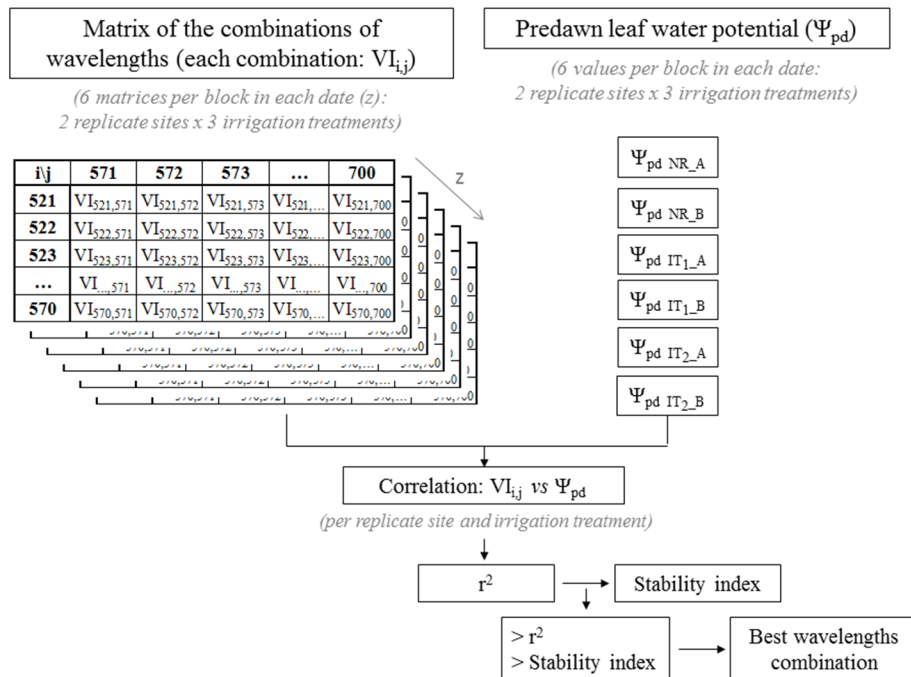 Matrix of the combinations of
wavelengths (each combination: VIi,j)
(6 matrices per block in each date (z):
2 replicate sites x 3 irrigation treatments)
Predawn leaf water potential (Ψpd)
(6 values per block in each date:
2 replicate sites x 3 irrigation treatments)
i\j 571 572 573 ... 700
521 VI521,571 VI521,572 VI521,573 VI521,... VI521,700
522 VI522,571 VI522,572 VI522,573 VI522,... VI522,700
523 VI523,571 VI523,572 VI523,573 VI523,... VI523,700
... VI...,571 VI...,572 VI...,573 VI...,... VI...,700
570 VI570,571 VI570,572 VI570,573 VI570,... VI570,700
z
Ψpd NR_A
Ψpd NR_B
Ψpd IT1_A
Ψpd IT1_B
Ψpd IT2_A
Ψpd IT2_B
Correlation: VIi,j vs Ψpd
(per replicate site and irrigation treatment)
r²
Stability index
> r²
> Stability index
Best wavelengths
combination